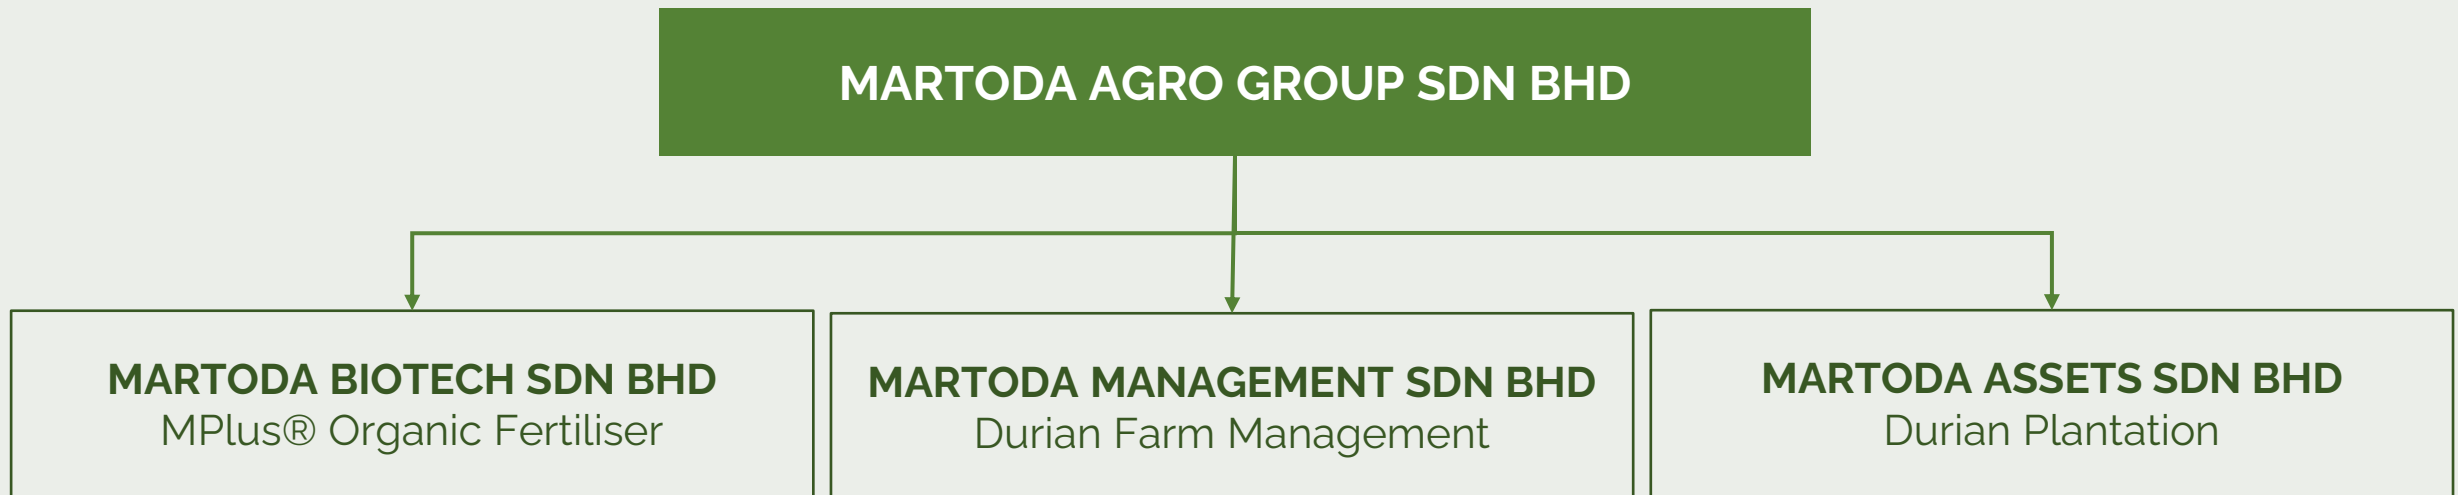 MARTODA AGRO GROUP SDN BHD
MARTODA BIOTECH SDN BHD
MPlus® Organic Fertiliser
MARTODA MANAGEMENT SDN BHD
Durian Farm Management
MARTODA ASSETS SDN BHD
Durian Plantation